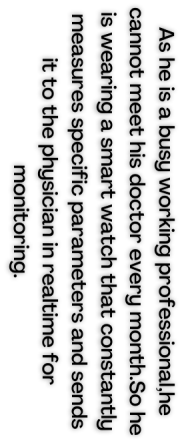 As he is a busy working professional,he
cannot meet his doctor every month.So he
is wearing a smart watch that constantly
measures specific parameters and sends
it to the physician in realtime for
monitoring.